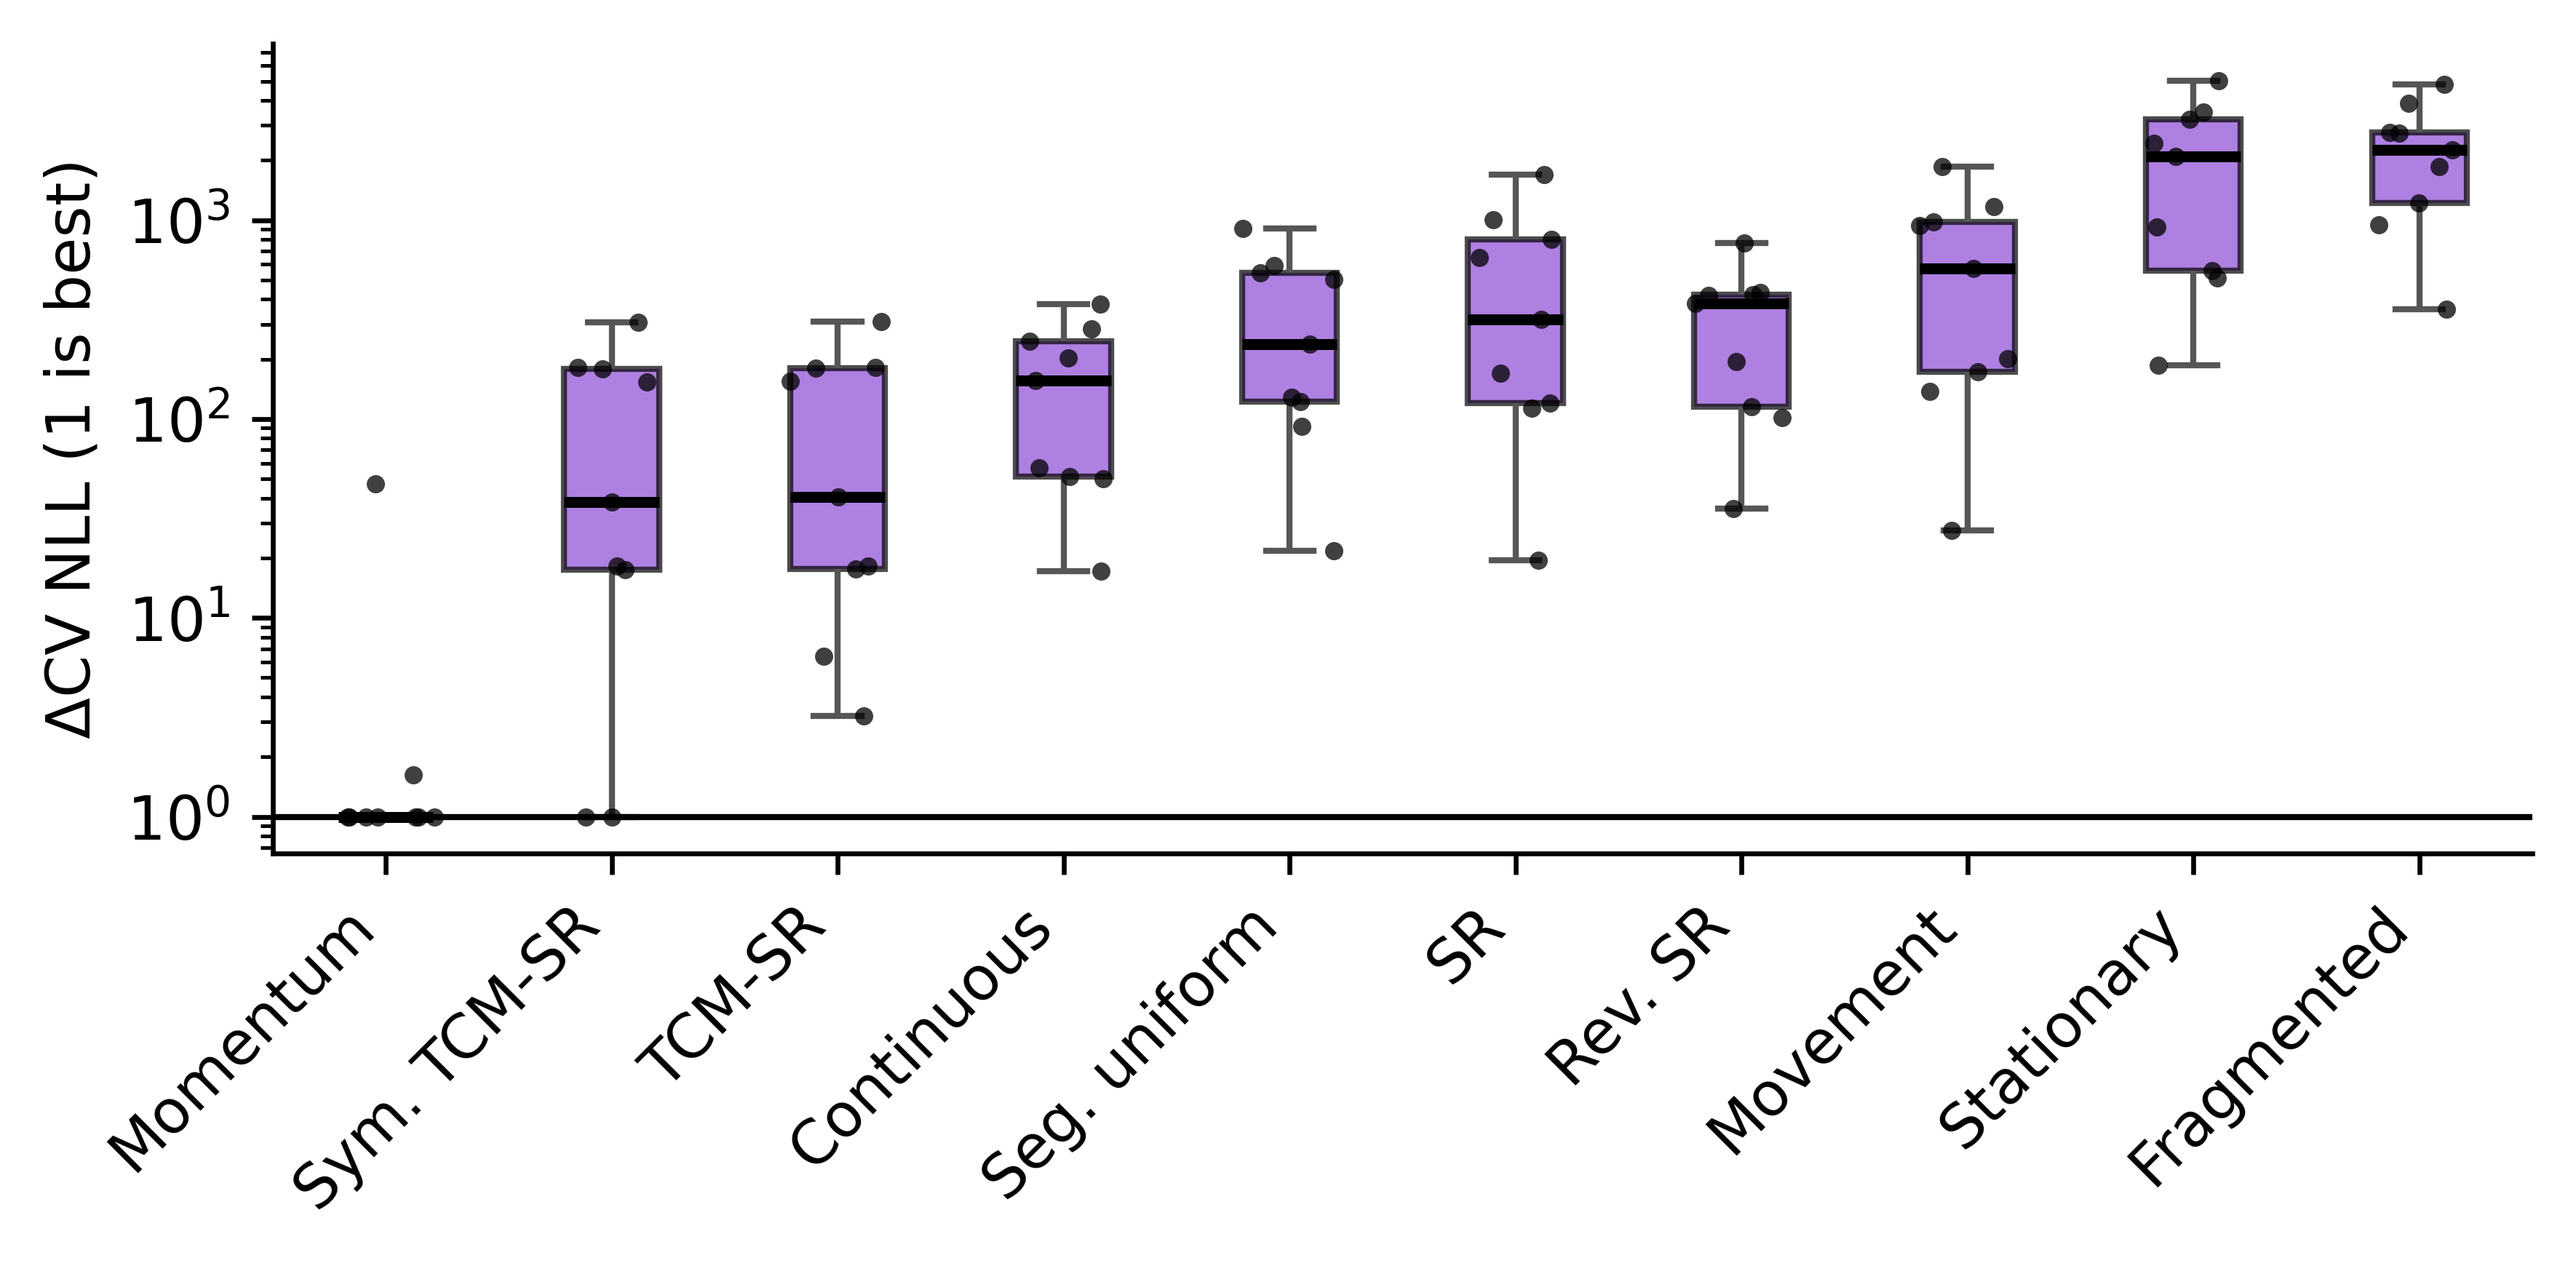 ΔCV NLL (1 is best)
10³
10²
10¹
10⁰
Momentum
Sym. TCM-SR
TCM-SR
Continuous
Seg. uniform
SR
Rev. SR
Movement
Stationary
Fragmented